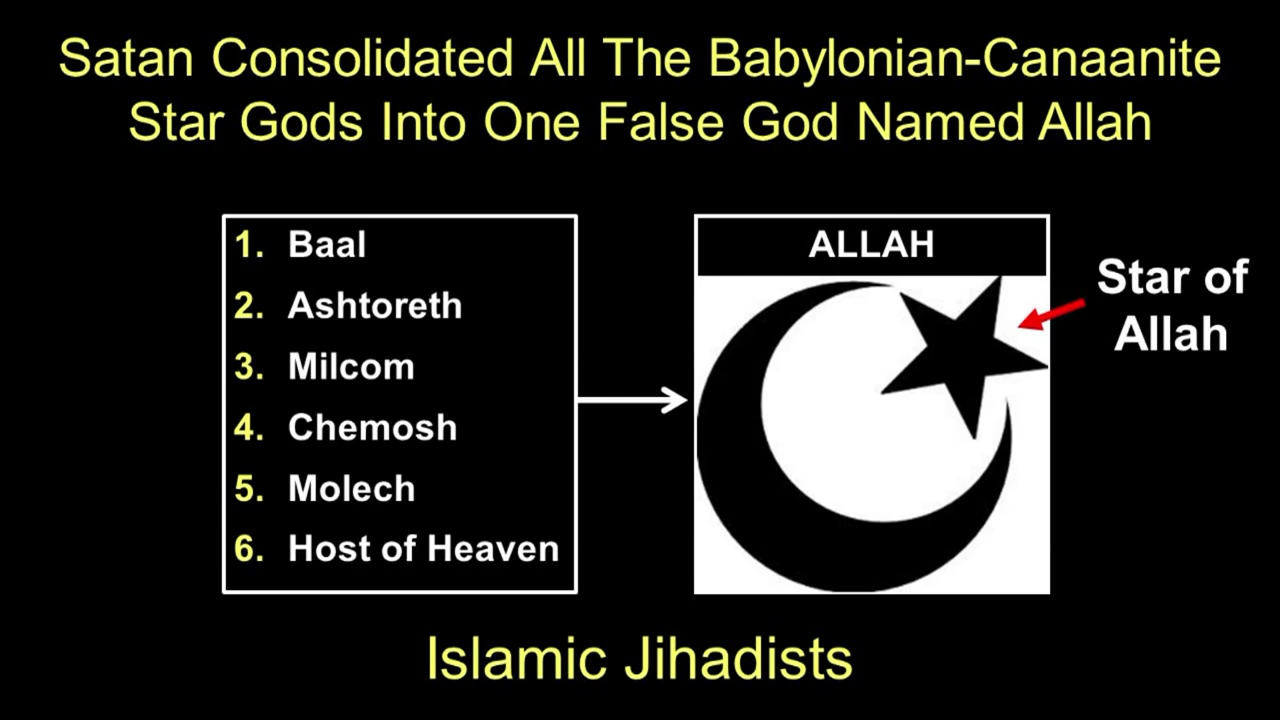 Satan Consolidated All The Babylonian-Canaanite
Star Gods Into One False God Named Allah
1. Baal
2. Ashtoreth
3. Milcom
4. Chemosh
5. Molech
6. Host of Heaven
ALLAH
Star of
Allah
Islamic Jihadists